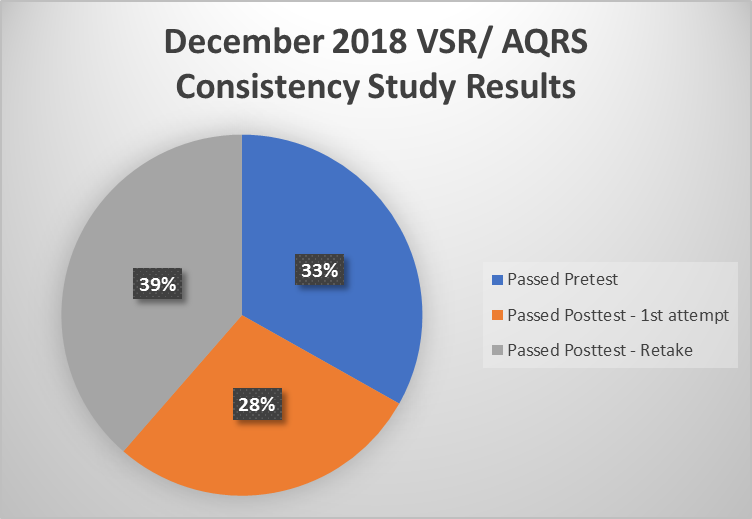 December 2018 VSR/ AQRS
Consistency Study Results
33%
39%
28%
Passed Pretest
Passed Posttest - 1st attempt
Passed Posttest - Retake